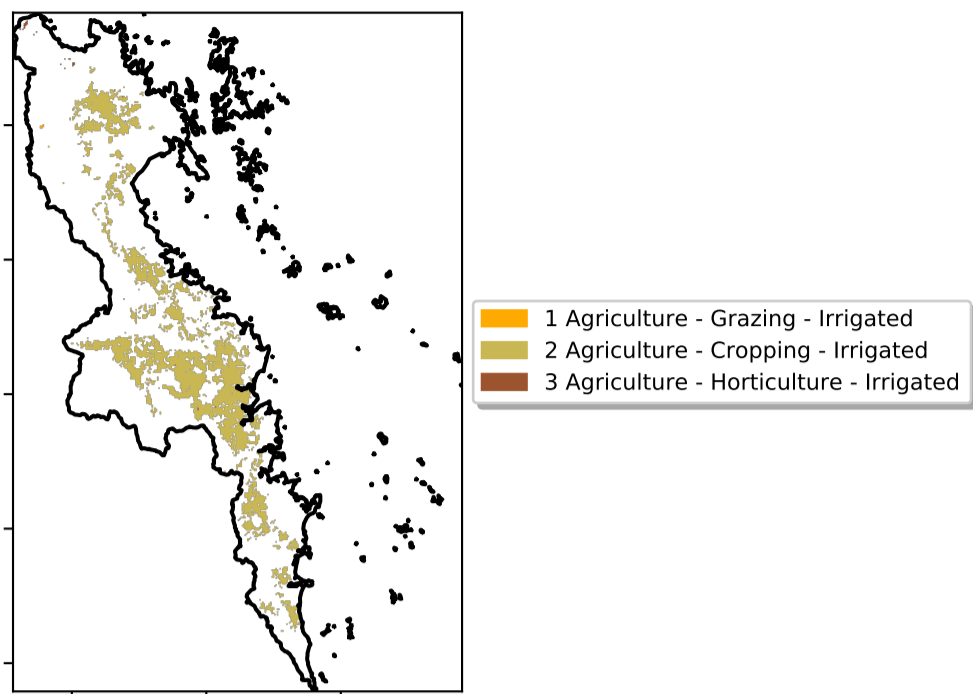 1 Agriculture - Grazing - Irrigated
2 Agriculture - Cropping - Irrigated
3 Agriculture - Horticulture - Irrigated